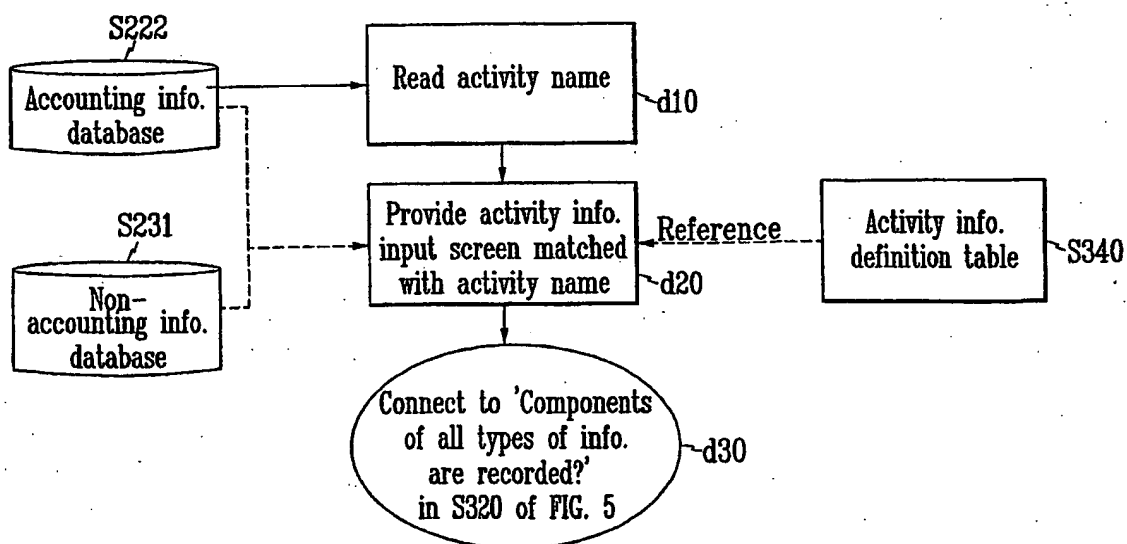 S222
Accounting info.
database
Read activity name
d10
S231
Non-
accounting info.
database
Provide activity info.
input screen matched
with activity name
d20
Reference
Activity info.
definition table
S340
Connect to 'Components
of all types of info.
are recorded?'
in S320 of FIG. 5
d30